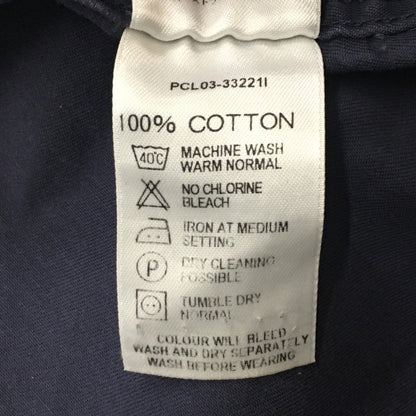 PCL03-33221I
100% COTTON
40°C MACHINE WASH
WARM NORMAL
NO CHLORINE
BLEACH
IRON AT MEDIUM
SETTING
P DRY CLEANING
POSSIBLE
TUMBLE DRY
NORMAL
COLOUR WILL BLEED
WASH AND DRY SEPARATELY
WASH BEFORE WEARING